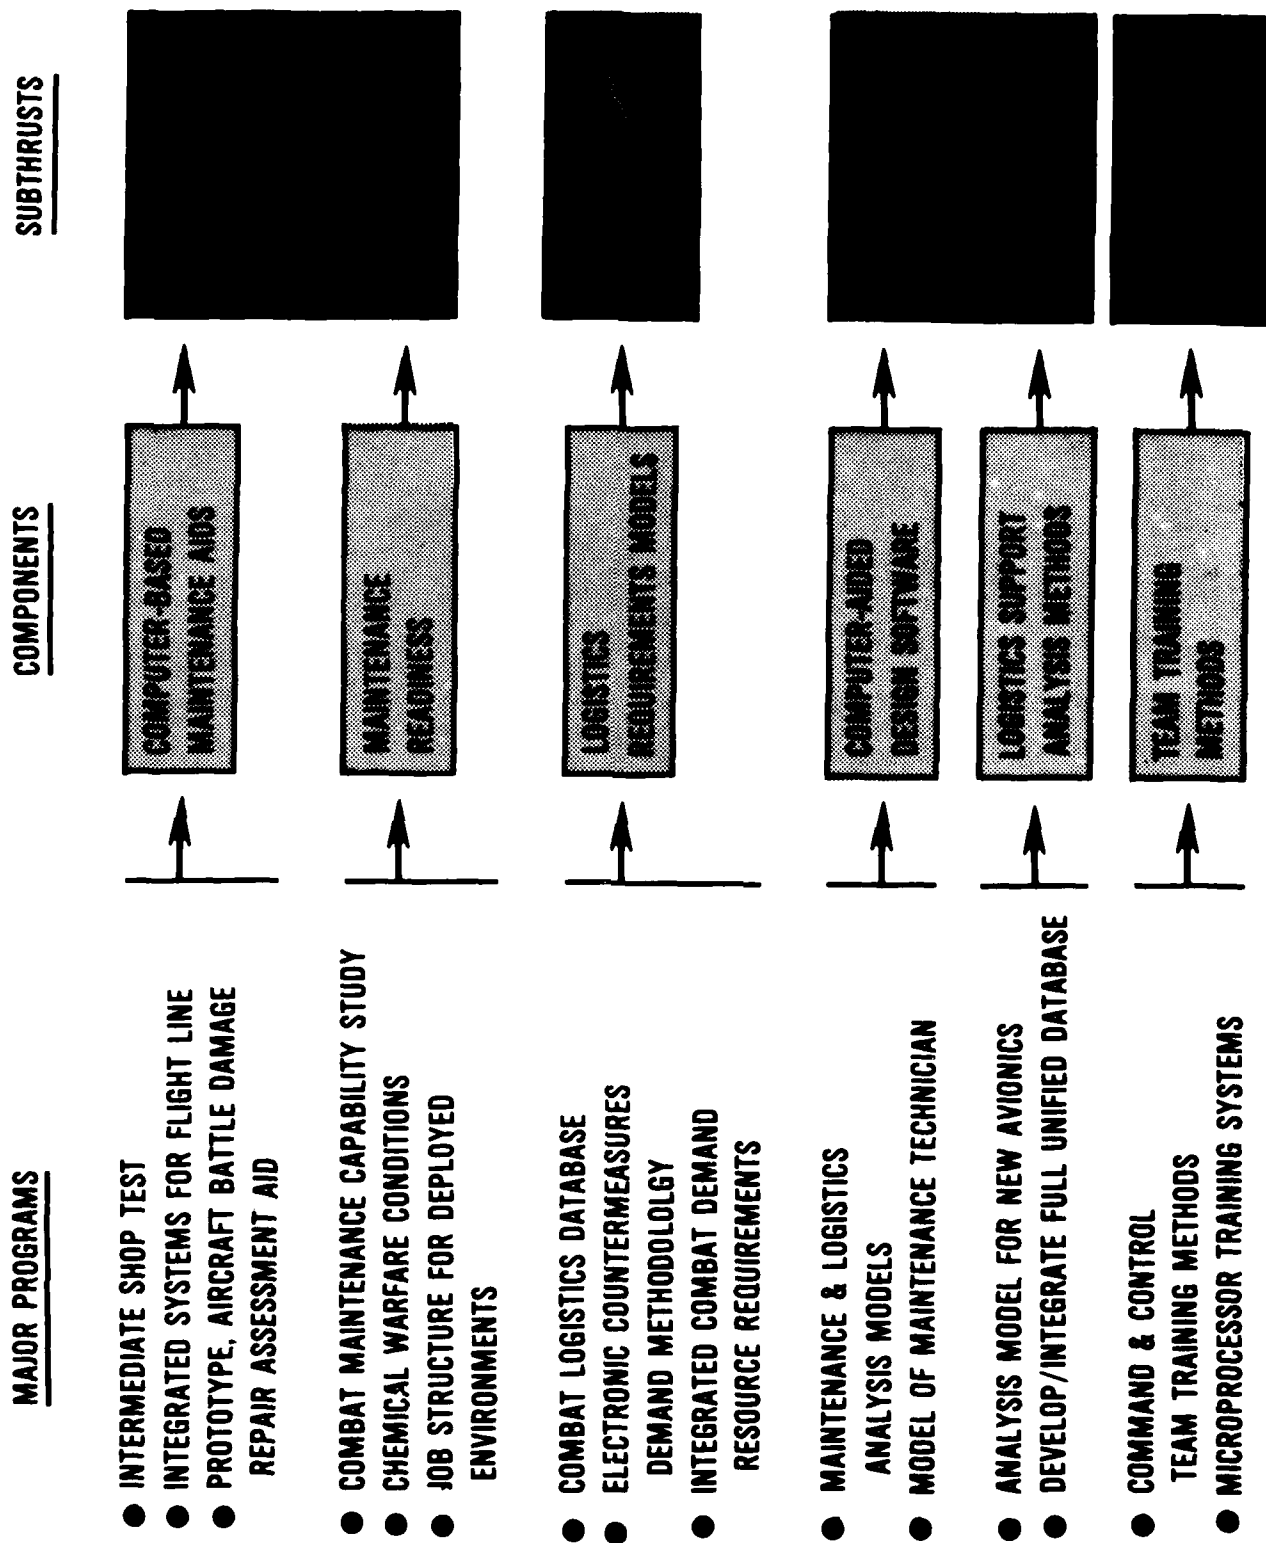 MAJOR PROGRAMS
COMPONENTS
SUBTHRUSTS
● INTERMEDIATE SHOP TEST
● INTEGRATED SYSTEMS FOR FLIGHT LINE
● PROTOTYPE, AIRCRAFT BATTLE DAMAGE
REPAIR ASSESSMENT AID
COMPUTER-BASED
MAINTENANCE AIDS
● COMBAT MAINTENANCE CAPABILITY STUDY
● CHEMICAL WARFARE CONDITIONS
● JOB STRUCTURE FOR DEPLOYED
ENVIRONMENTS
MAINTENANCE
READINESS
● COMBAT LOGISTICS DATABASE
● ELECTRONIC COUNTERMEASURES
DEMAND METHODOLOLGY
● INTEGRATED COMBAT DEMAND
RESOURCE REQUIREMENTS
LOGISTICS
REQUIREMENTS MODELS
● MAINTENANCE & LOGISTICS
ANALYSIS MODELS
● MODEL OF MAINTENANCE TECHNICIAN
COMPUTER-AIDED
DESIGN SOFTWARE
● ANALYSIS MODEL FOR NEW AVIONICS
● DEVELOP/INTEGRATE FULL UNIFIED DATABASE
LOGISTICS SUPPORT
ANALYSIS METHODS
● COMMAND & CONTROL
TEAM TRAINING METHODS
● MICROPROCESSOR TRAINING SYSTEMS
TEAM TRAINING
METHODS